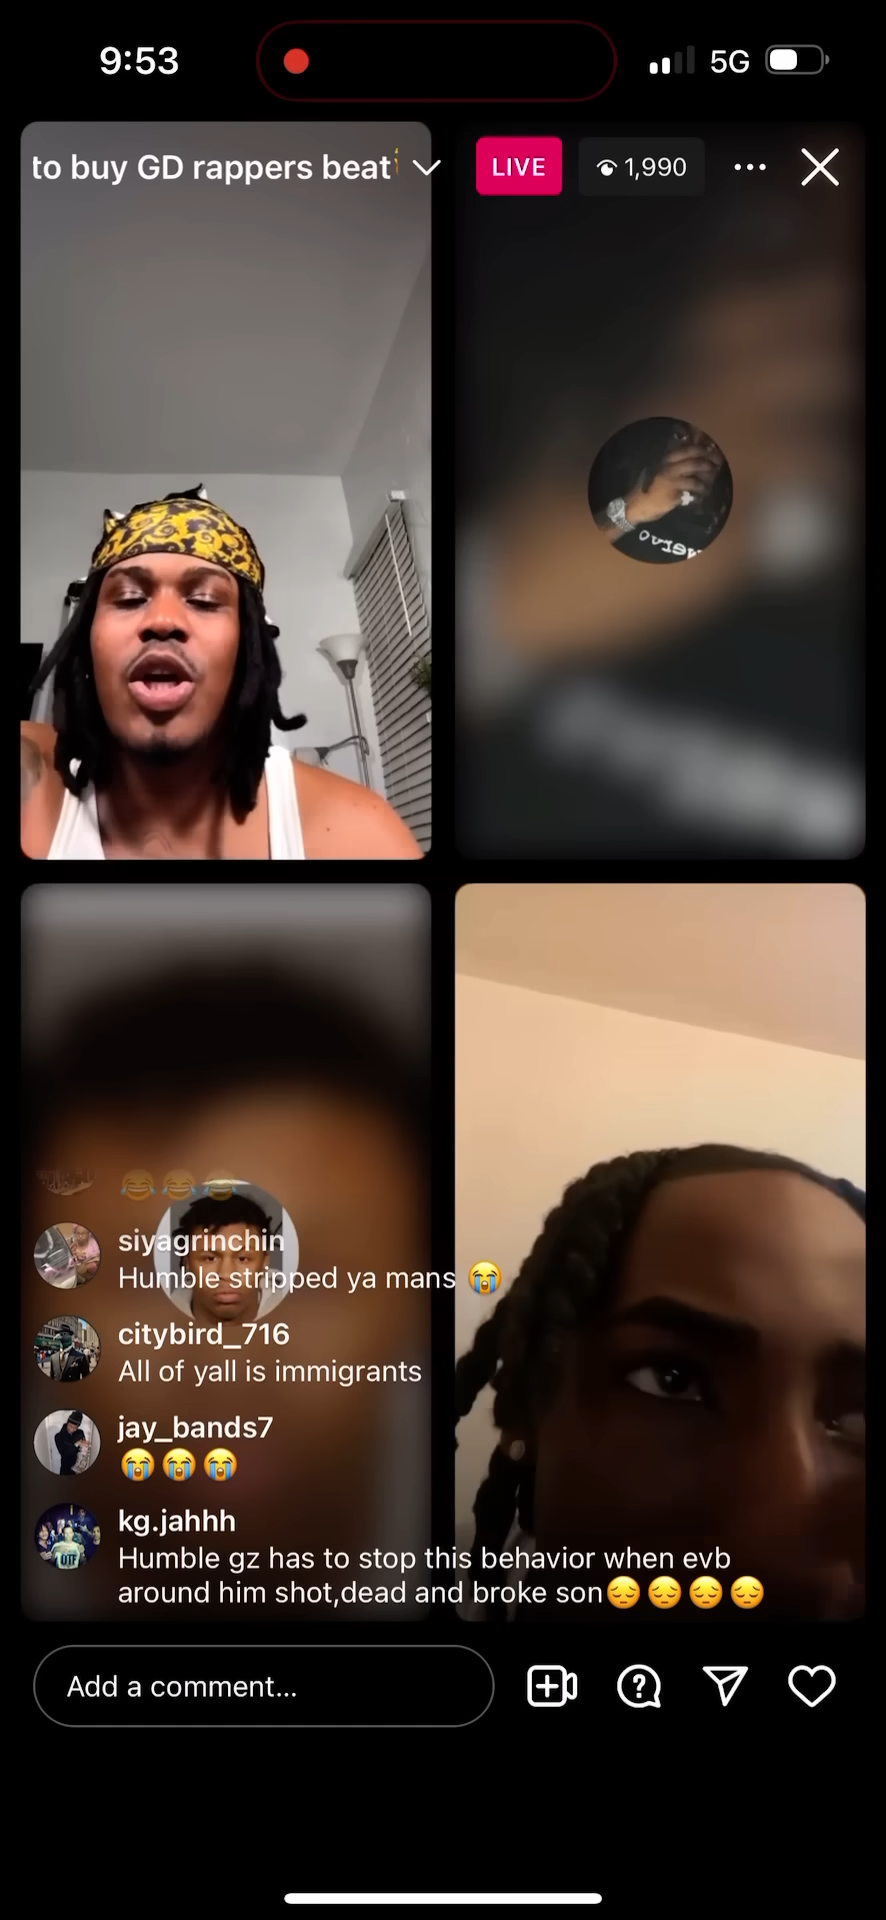 9:53
5G
to buy GD rappers beat
LIVE
1,990
😂😂😂
siyagrinchin
Humble stripped ya mans 😭
citybird_716
All of yall is immigrants
jay_bands7
😭😭😭
kg.jahhh
Humble gz has to stop this behavior when evb
around him shot,dead and broke son😔😔😔😔
Add a comment...